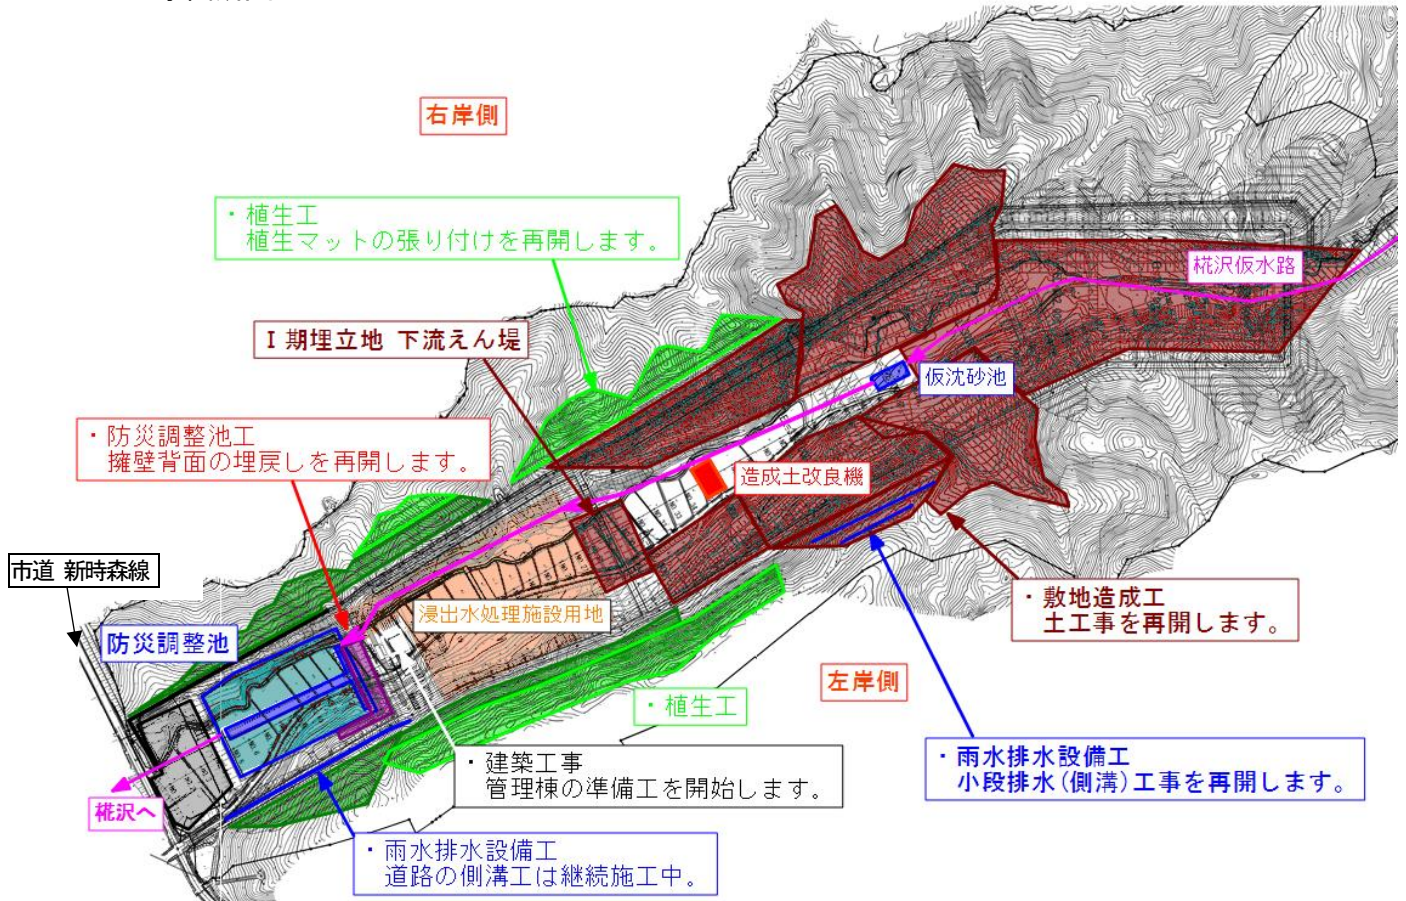 右岸側
・植生工
植生マットの張り付けを再開します。
椛沢仮水路
Ⅰ期埋立地 下流えん堤
仮沈砂池
・防災調整池工
擁壁背面の埋戻しを再開します。
造成土改良機
市道 新時森線
浸出水処理施設用地
・敷地造成工
土工事を再開します。
防災調整池
左岸側
・植生工
・建築工事
管理棟の準備工を開始します。
・雨水排水設備工
小段排水(側溝)工事を再開します。
椛沢へ
・雨水排水設備工
道路の側溝工は継続施工中。